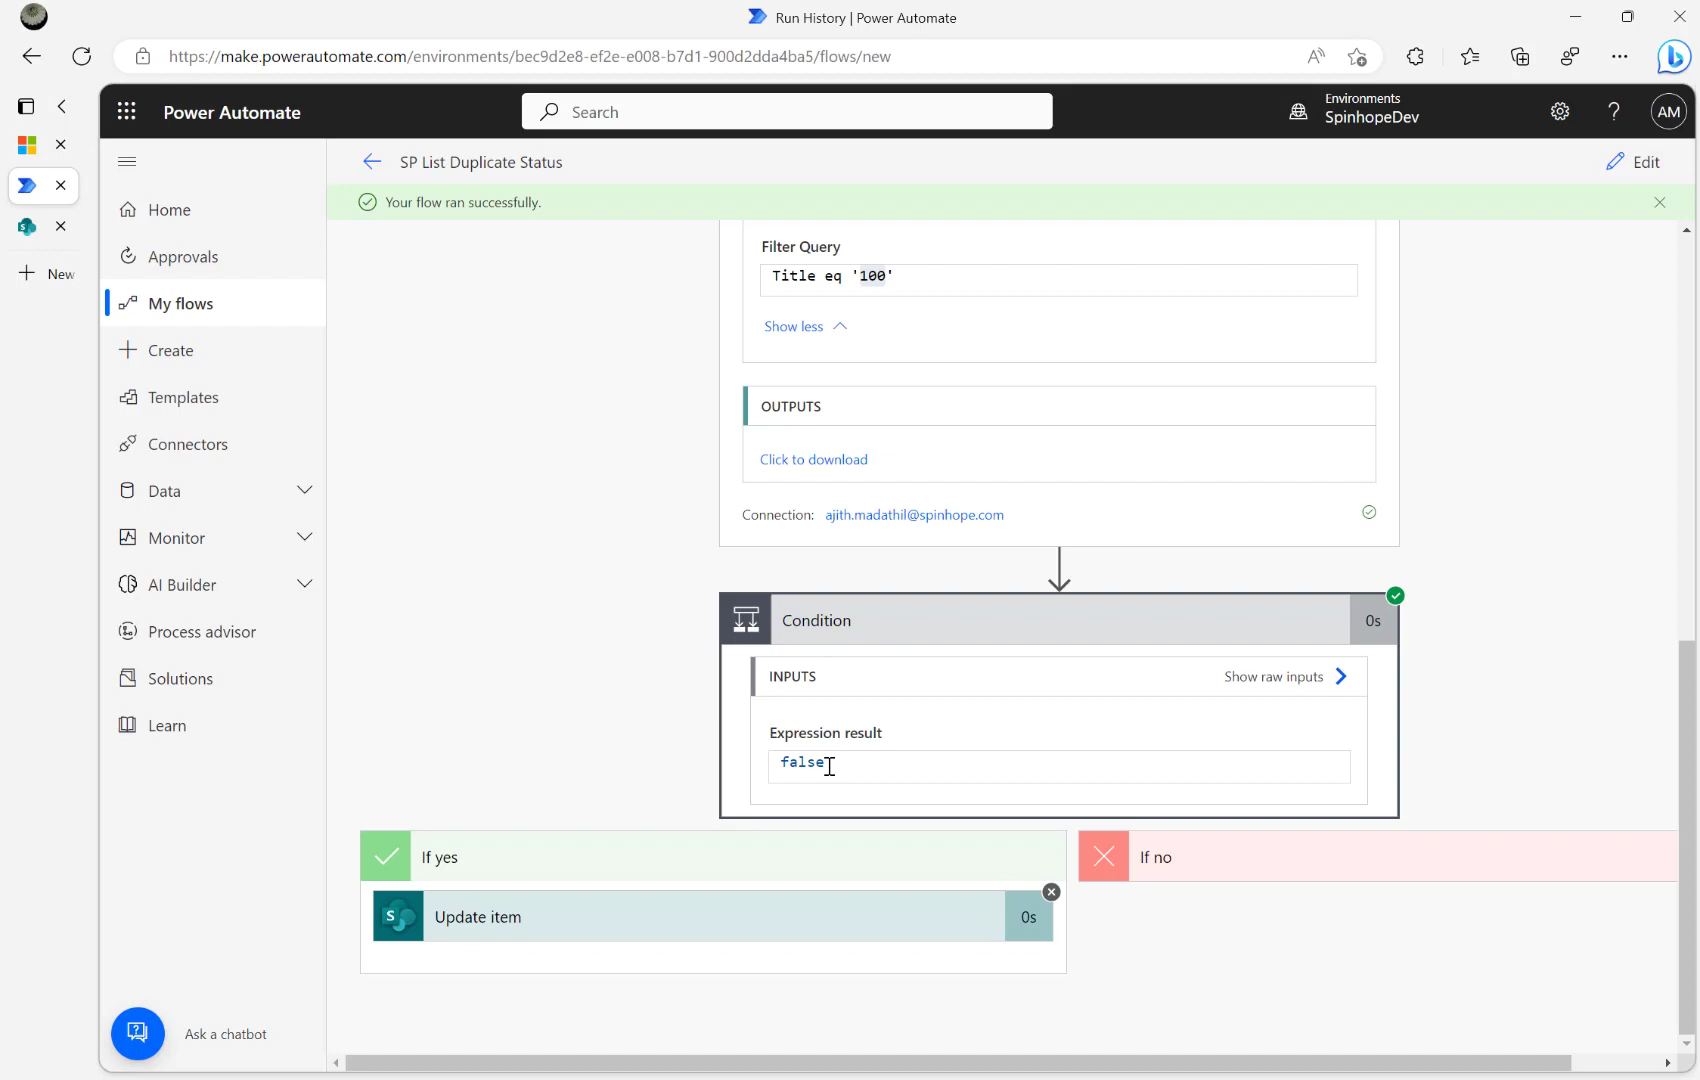 Run History | Power Automate
https://make.powerautomate.com/environments/bec9d2e8-ef2e-e008-b7d1-900d2dda4ba5/flows/new
Power Automate
Search
Environments
SpinhopeDev
AM
New
SP List Duplicate Status
Edit
Your flow ran successfully.
Home
Approvals
My flows
Create
Templates
Connectors
Data
Monitor
AI Builder
Process advisor
Solutions
Learn
Ask a chatbot
Filter Query
Title eq '100'
Show less
OUTPUTS
Click to download
Connection: ajith.madathil@spinhope.com
Condition
0s
INPUTS
Show raw inputs
Expression result
false
If yes
Update item
0s
If no